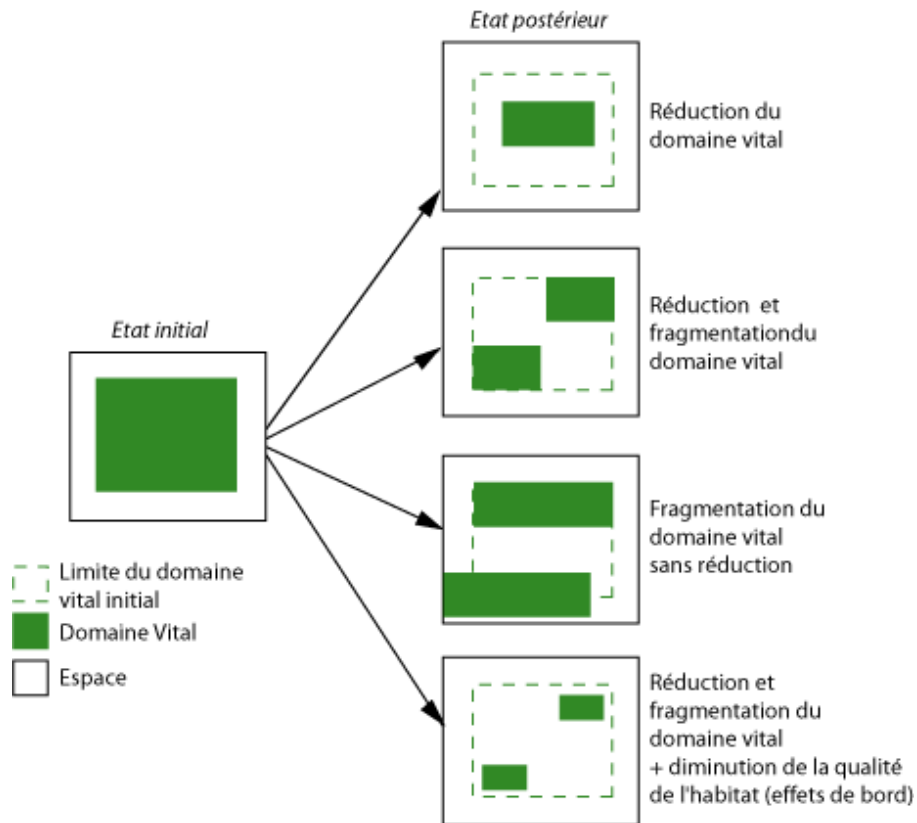 Etat postérieur
Réduction du
domaine vital
Réduction et
fragmentationdu
domaine vital
Etat initial
Fragmentation du
domaine vital
sans réduction
Limite du domaine
vital initial
Domaine Vital
Espace
Réduction et
fragmentation du
domaine vital
+ diminution de la qualité
de l'habitat (effets de bord)